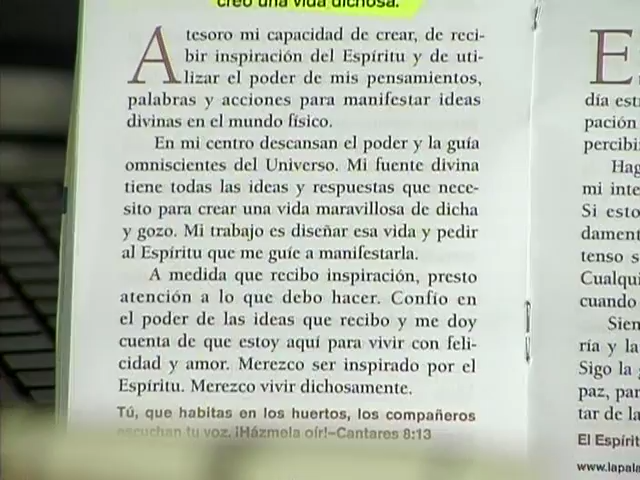 creo una vida dichosa.
Atesoro mi capacidad de crear, de reci-
bir inspiración del Espíritu y de uti-
lizar el poder de mis pensamientos,
palabras y acciones para manifestar ideas
divinas en el mundo físico.
En mi centro descansan el poder y la guía
omniscientes del Universo. Mi fuente divina
tiene todas las ideas y respuestas que nece-
sito para crear una vida maravillosa de dicha
y gozo. Mi trabajo es diseñar esa vida y pedir
al Espíritu que me guíe a manifestarla.
A medida que recibo inspiración, presto
atención a lo que debo hacer. Confío en
el poder de las ideas que recibo y me doy
cuenta de que estoy aquí para vivir con feli-
cidad y amor. Merezco ser inspirado por el
Espíritu. Merezco vivir dichosamente.
Tú, que habitas en los huertos, los compañeros
escuchan tu voz. ¡Házmela oír!–Cantares 8:13
E
día est
pación
percibi
Hag
mi inte
Si esto
dament
tenso s
Cualqui
cuando
Sien
ría y la
Sigo la
paz, par
tar de la
El Espírit
www.lapala